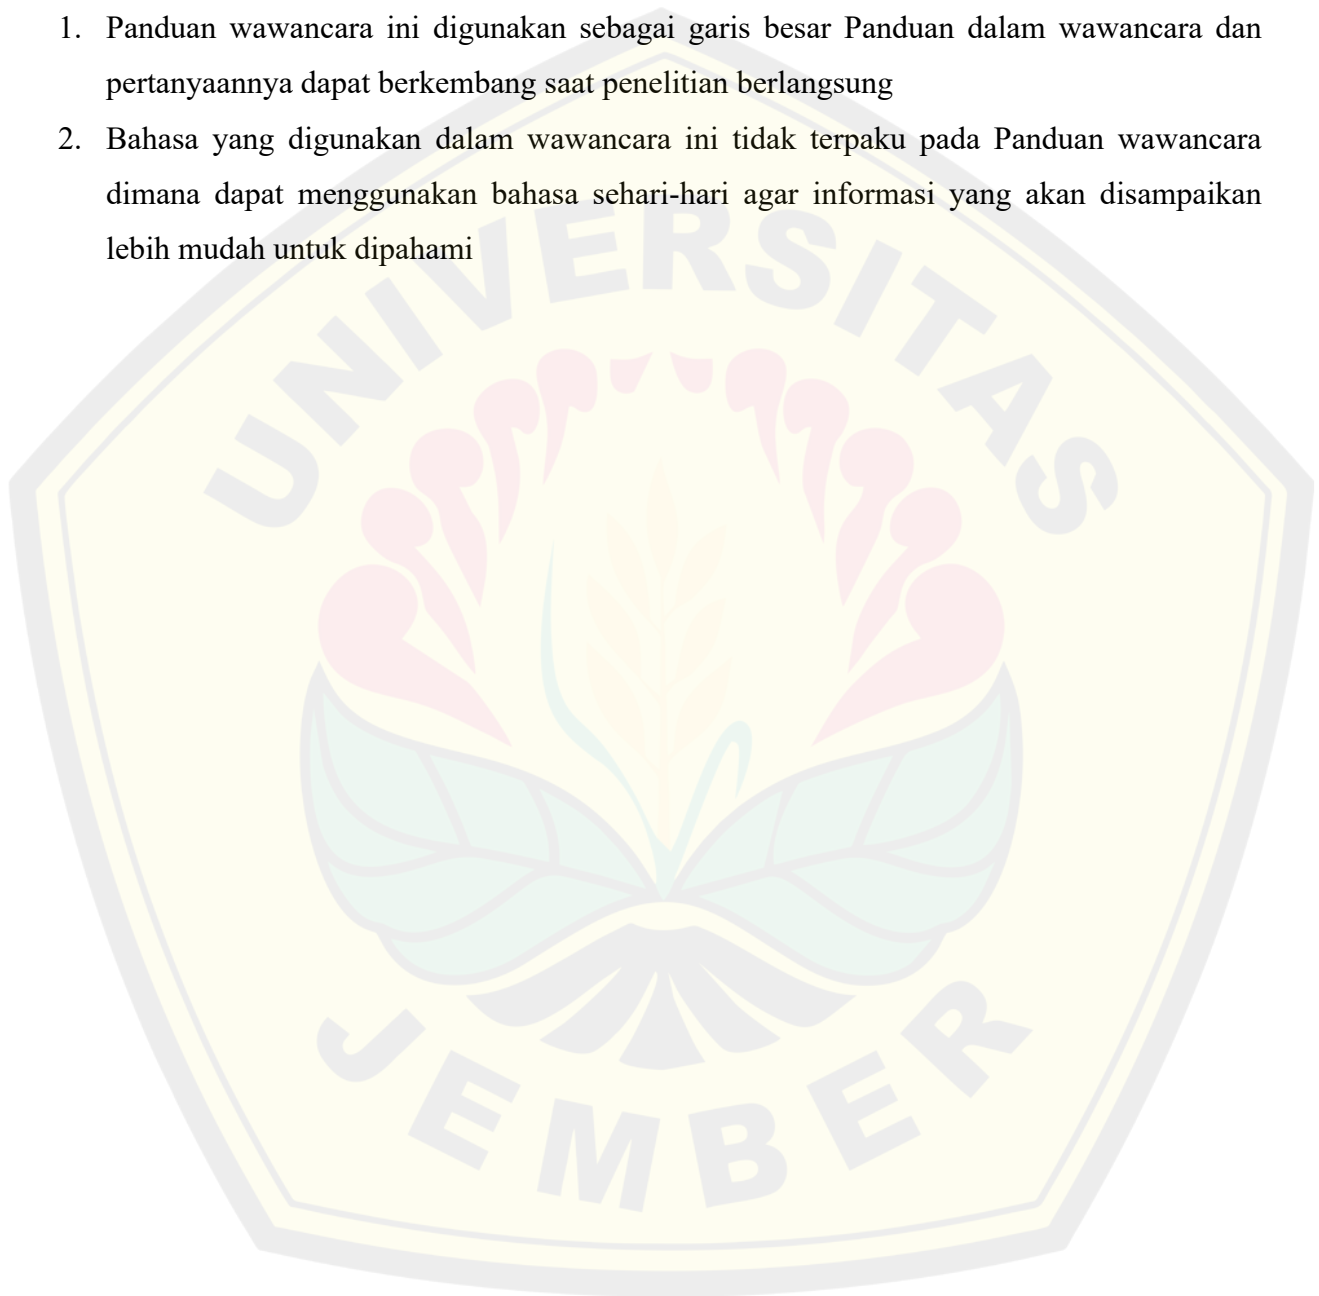 1. Panduan wawancara ini digunakan sebagai garis besar Panduan dalam wawancara dan
pertanyaannya dapat berkembang saat penelitian berlangsung
2. Bahasa yang digunakan dalam wawancara ini tidak terpaku pada Panduan wawancara
dimana dapat menggunakan bahasa sehari-hari agar informasi yang akan disampaikan
lebih mudah untuk dipahami
UNIVERSITAS
JEMBER